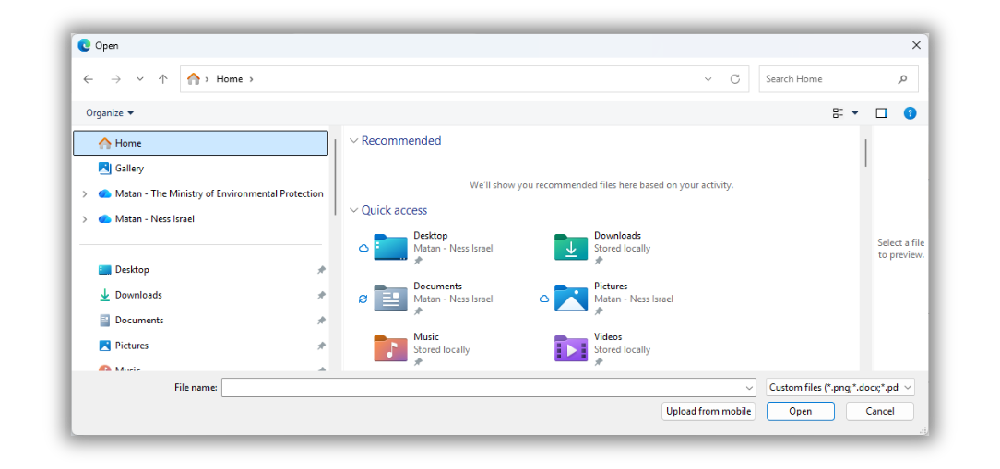 Open
Home
Search Home
Organize
Home
Gallery
Matan - The Ministry of Environmental Protection
Matan - Ness Israel
Desktop
Downloads
Documents
Pictures
Music
Recommended
We'll show you recommended files here based on your activity.
Quick access
Desktop
Matan - Ness Israel
Downloads
Stored locally
Documents
Matan - Ness Israel
Pictures
Matan - Ness Israel
Music
Stored locally
Videos
Stored locally
Select a file
to preview.
File name:
Custom files (*.png;*.docx;*.pd
Upload from mobile
Open
Cancel